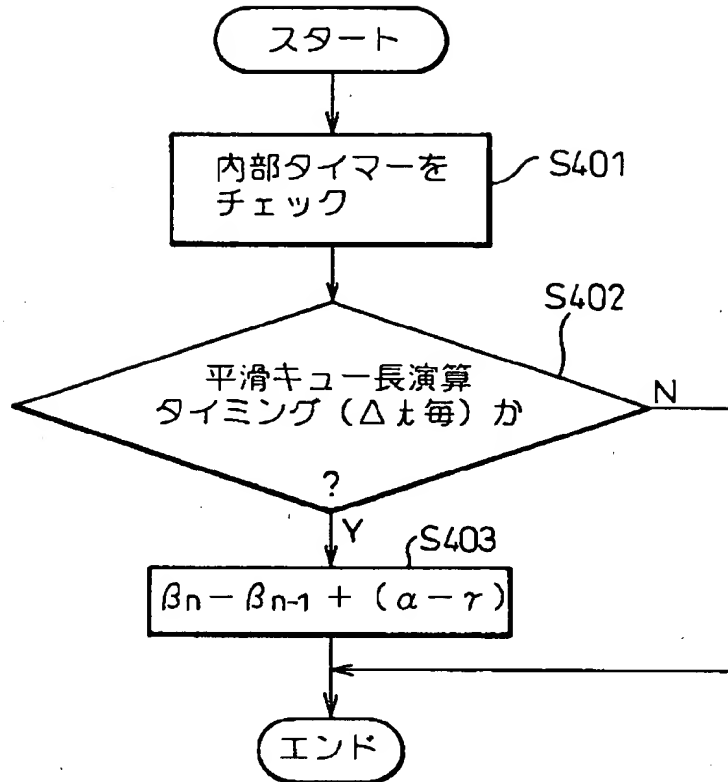 スタート
内部タイマーを
チェック
S401
S402
平滑キュー長演算
タイミング（Δt毎）か
?
N
Y
S403
βn－βn-1＋（α－γ）
エンド